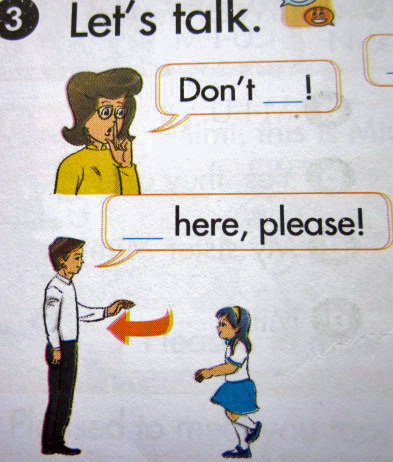 3 Let's talk.
Don't ___!
___ here, please!